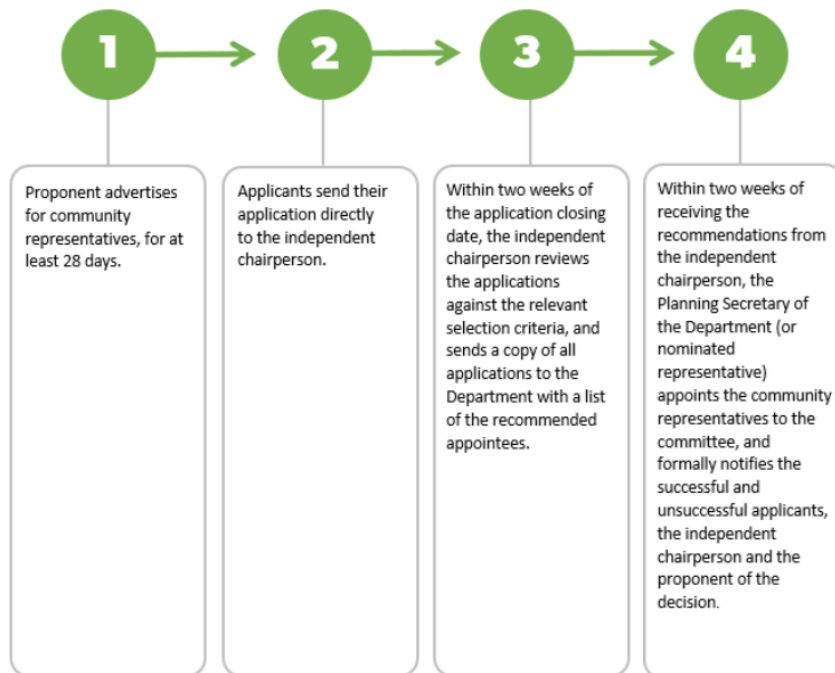 1
2
3
4
Proponent advertises
for community
representatives, for at
least 28 days.
Applicants send their
application directly
to the independent
chairperson.
Within two weeks of
the application closing
date, the independent
chairperson reviews
the applications
against the relevant
selection criteria, and
sends a copy of all
applications to the
Department with a list
of the recommended
appointees.
Within two weeks of
receiving the
recommendations from
the independent
chairperson, the
Planning Secretary of
the Department (or
nominated
representative)
appoints the community
representatives to the
committee, and
formally notifies the
successful and
unsuccessful applicants,
the independent
chairperson and the
proponent of the
decision.